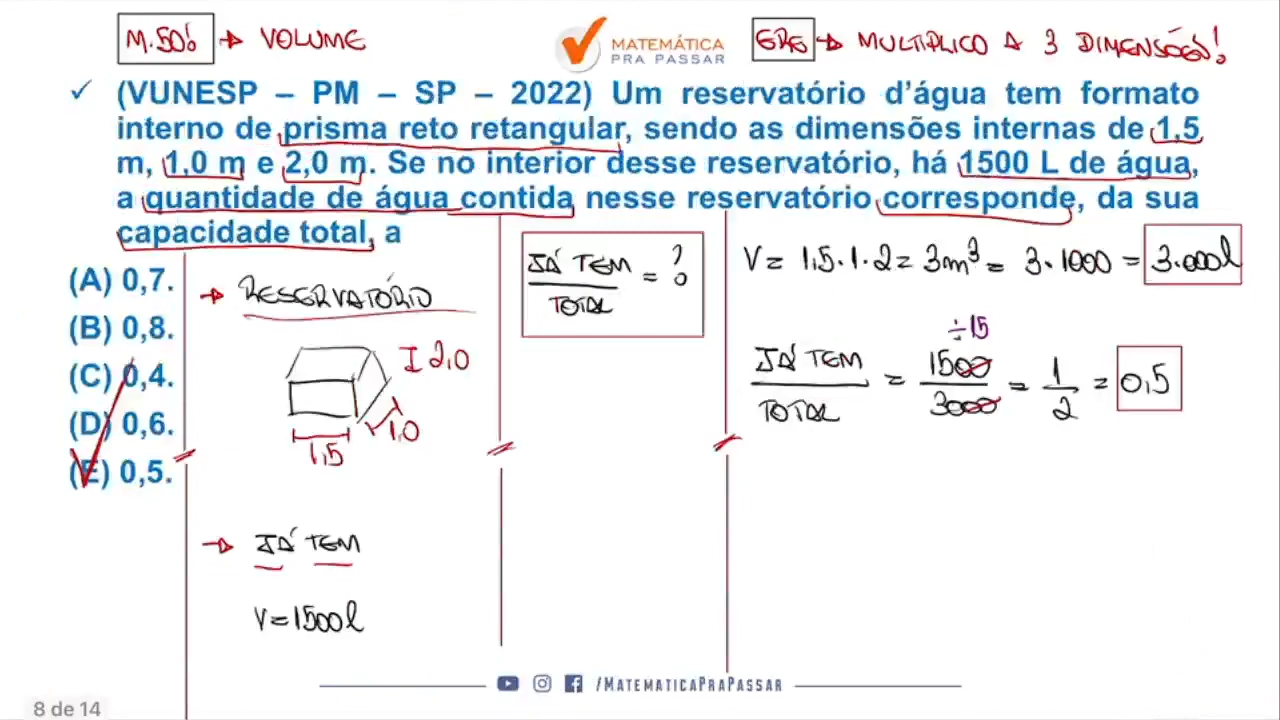 M.50! → VOLUME
MATEMÁTICA
PRA PASSAR
→ MULTIPLICO AS 3 DIMENSÕES!
✓ (VUNESP – PM – SP – 2022) Um reservatório d’água tem formato
interno de prisma reto retangular, sendo as dimensões internas de 1,5
m, 1,0 m e 2,0 m. Se no interior desse reservatório, há 1500 L de água,
a quantidade de água contida nesse reservatório corresponde, da sua
capacidade total, a
(A) 0,7.
(B) 0,8.
(C) 0,4.
(D) 0,6.
(E) 0,5.
→ RESERVATÓRIO
2,0
1,0
1,5
→ JÁ TEM
V = 1500l
JÁ TEM / TOTAL = ?
V = 1,5 · 1 · 2 = 3m³ = 3 · 1000 = 3.000l
÷15
JÁ TEM / TOTAL = 1500 / 3000 = 1 / 2 = 0,5
/MATEMATICAPRAPASSAR
8 de 14